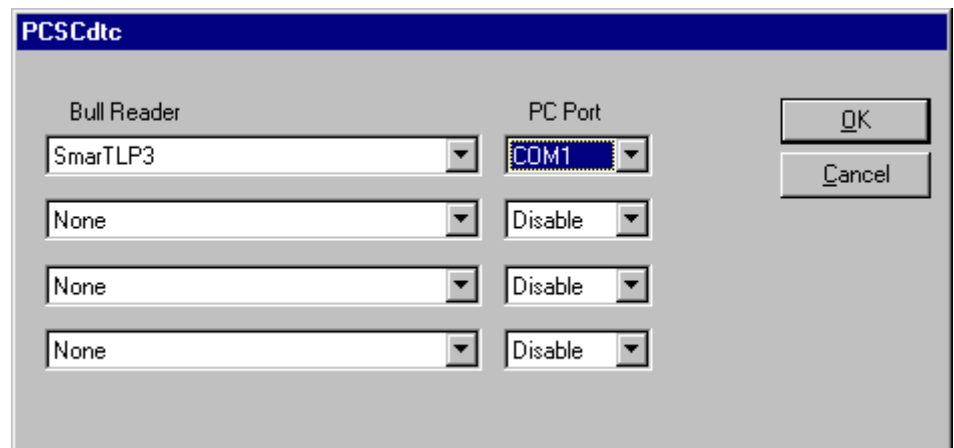 PCSCdtc
Bull Reader PC Port
SmarTLP3 COM1 OK
Cancel
None Disable
None Disable
None Disable